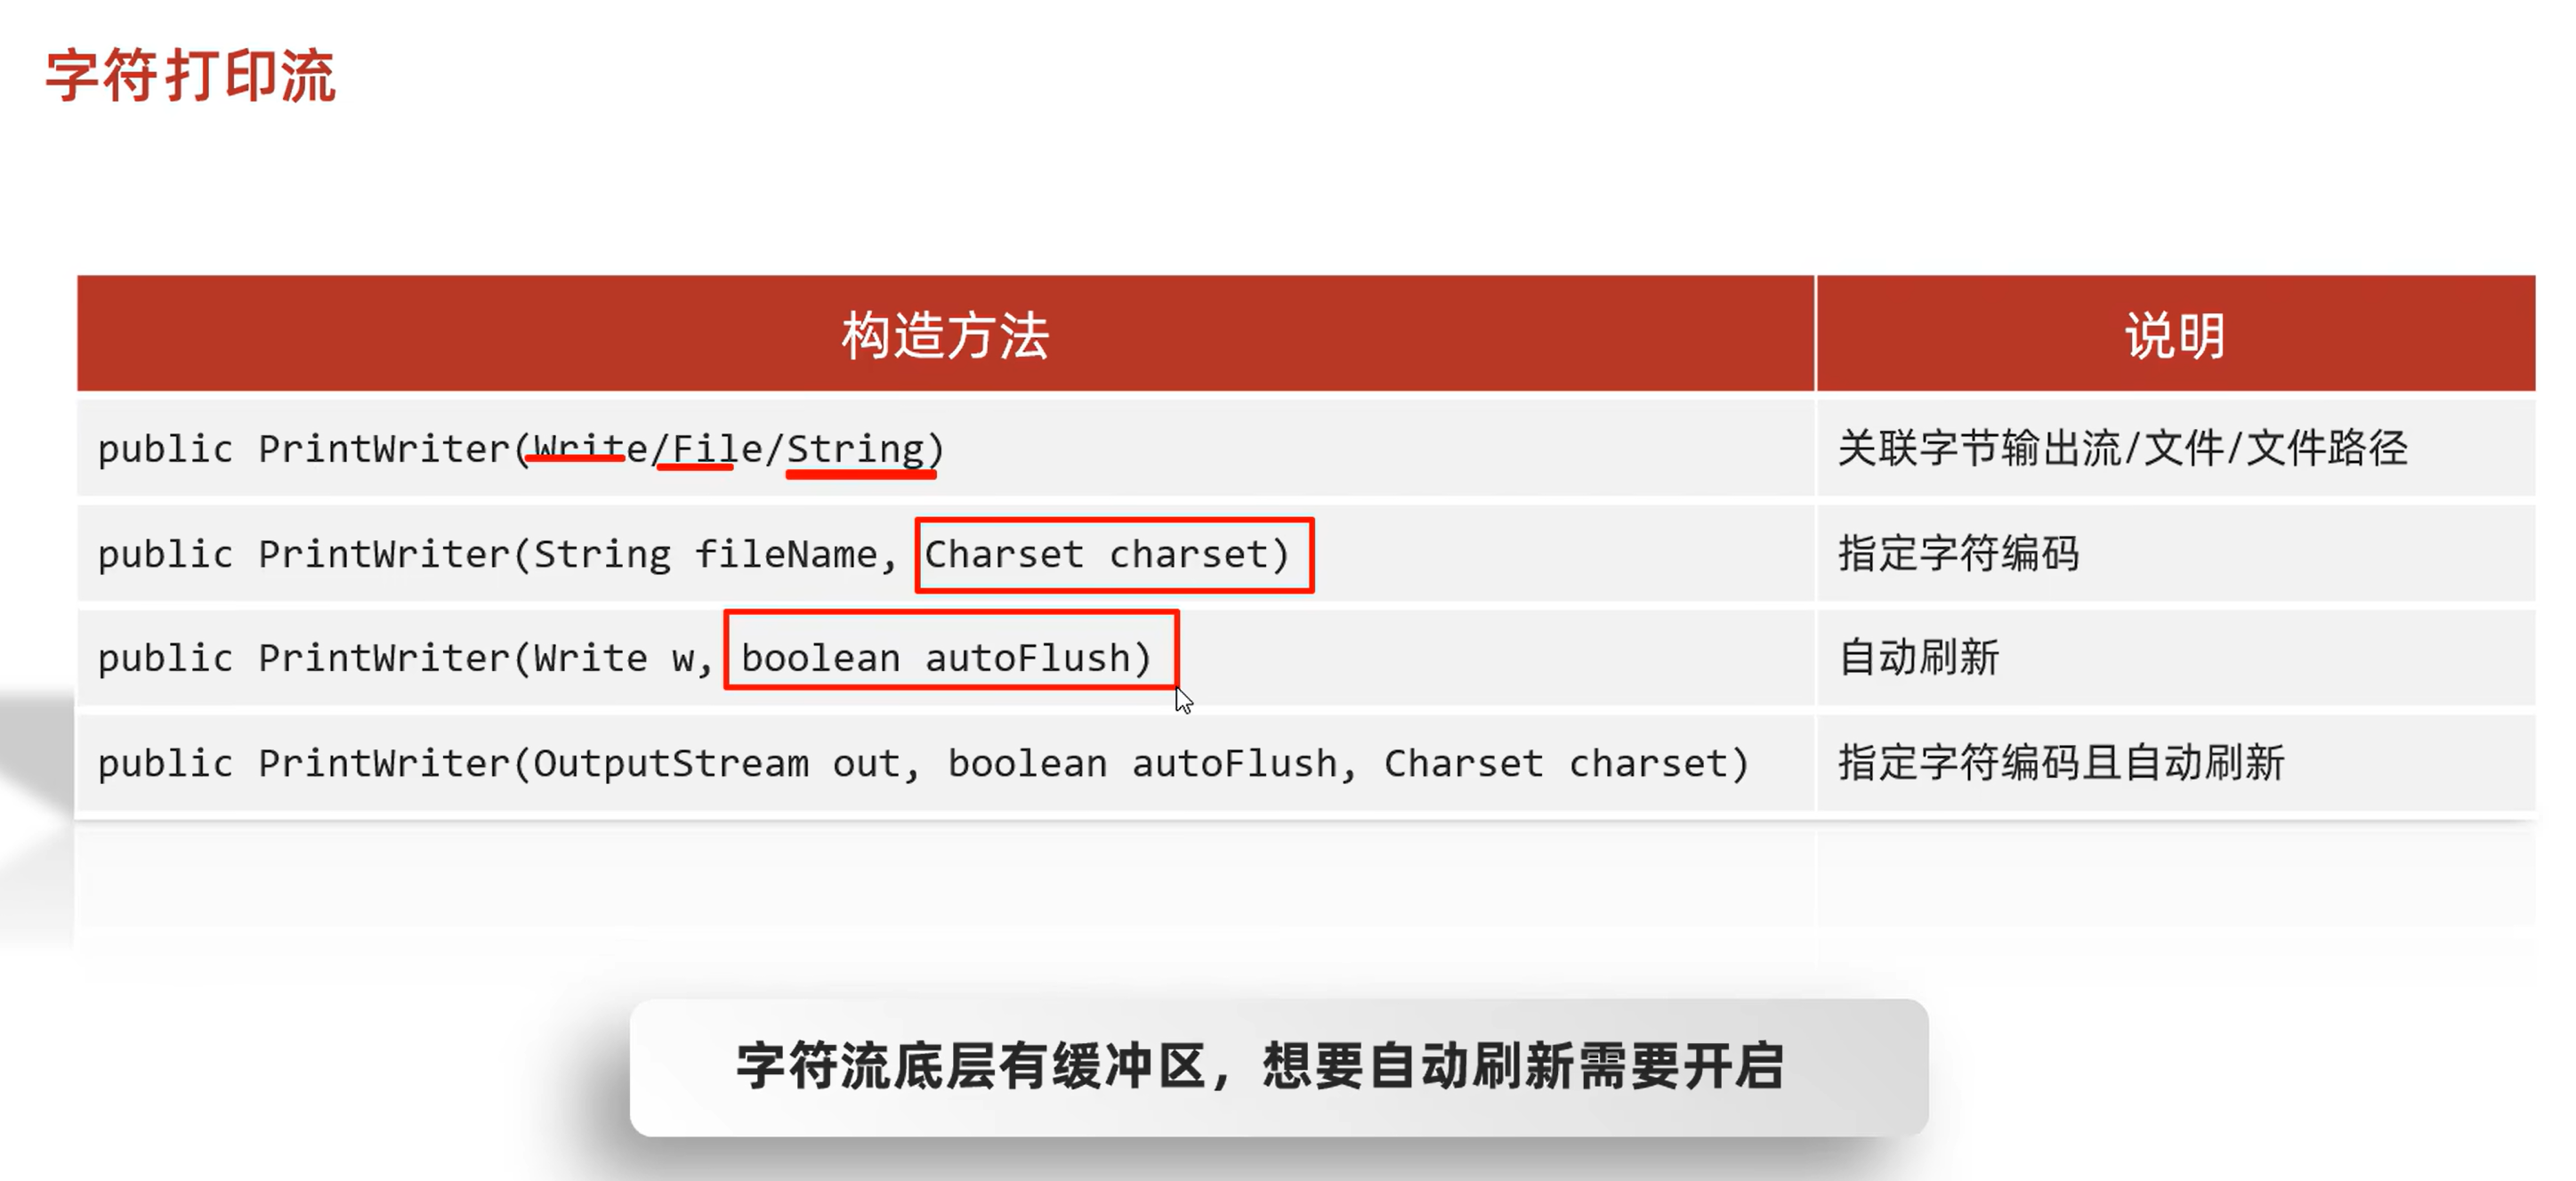 字符打印流
构造方法 说明
public PrintWriter(Write/File/String) 关联字节输出流/文件/文件路径
public PrintWriter(String fileName, Charset charset) 指定字符编码
public PrintWriter(Write w, boolean autoFlush) 自动刷新
public PrintWriter(OutputStream out, boolean autoFlush, Charset charset) 指定字符编码且自动刷新
字符流底层有缓冲区，想要自动刷新需要开启